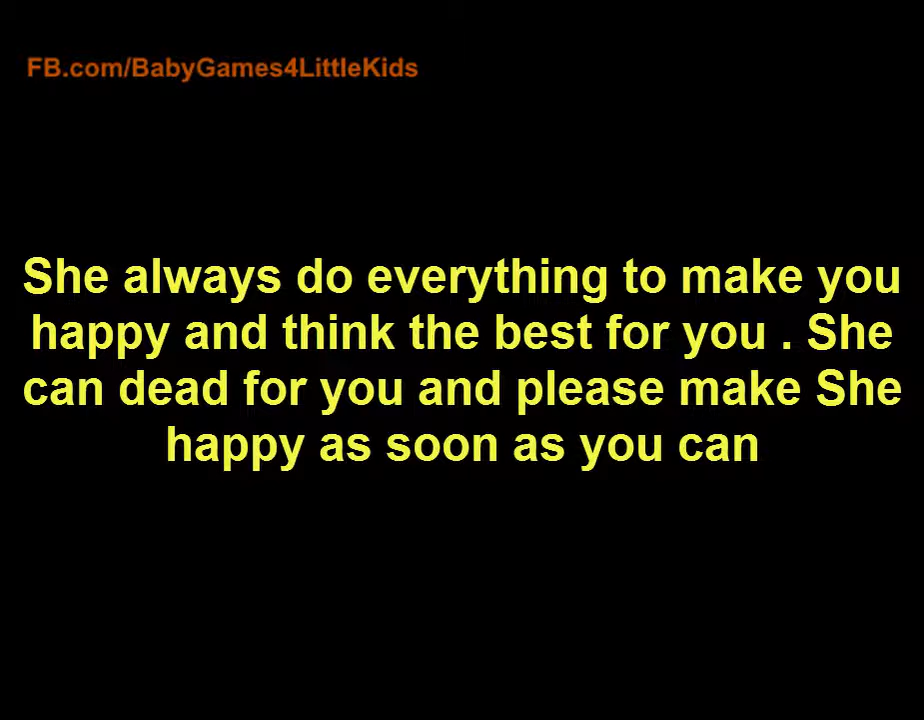 FB.com/BabyGames4LittleKids
She always do everything to make you
happy and think the best for you . She
can dead for you and please make She
happy as soon as you can